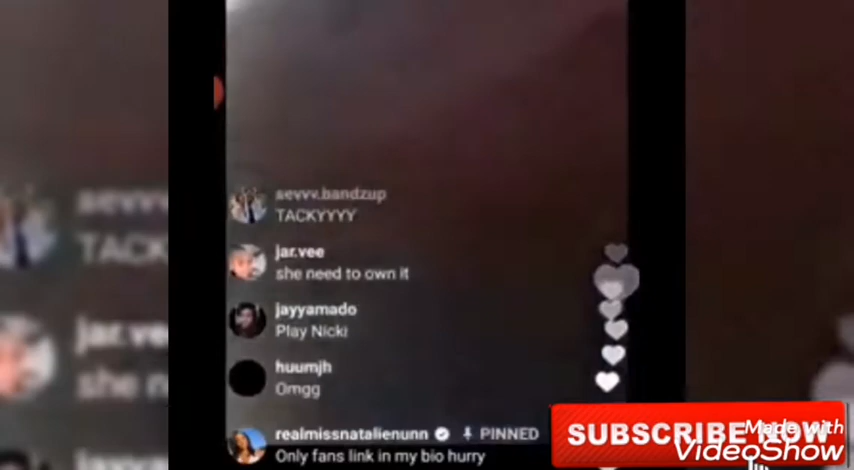 sevvv.bandzup
TACKYYYY
jar.vee
she need to own it
jayyamado
Play Nicki
huumjh
Omgg
realmissnatalienunn PINNED
Only fans link in my bio hurry
SUBSCRIBE NOW
Made with
VideoShow